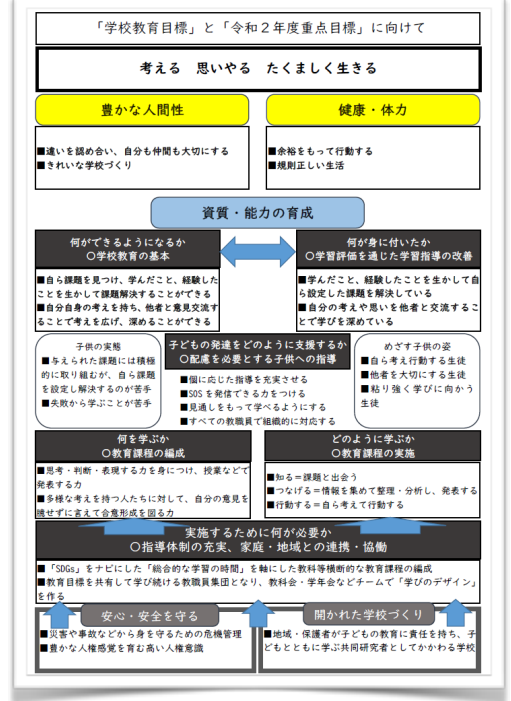 「学校教育目標」と「令和２年度重点目標」に向けて
考える　思いやる　たくましく生きる
豊かな人間性
■違いを認め合い、自分も仲間も大切にする
■きれいな学校づくり
健康・体力
■余裕をもって行動する
■規則正しい生活
資質・能力の育成
何ができるようになるか
○学校教育の基本
■自ら課題を見つけ、学んだこと、経験した
ことを生かして課題解決することができる
■自分自身の考えを持ち、他者と意見交流す
ることで考えを広げ、深めることができる
何が身に付いたか
○学習評価を通じた学習指導の改善
■学んだこと、経験したことを生かして自
ら設定した課題を解決している
■自分の考えや思いを他者と交流するこ
とで学びを深めている
子供の実態
■与えられた課題には積極
的に取り組むが、自ら課題
を設定し解決するのが苦手
■失敗から学ぶことが苦手
子どもの発達をどのように支援するか
○配慮を必要とする子供への指導
■個に応じた指導を充実させる
■SOSを発信できる力をつける
■見通しをもって学べるようにする
■すべての教職員で組織的に対応する
めざす子供の姿
■自ら考え行動する生徒
■他者を大切にする生徒
■粘り強く学びに向かう
生徒
何を学ぶか
○教育課程の編成
■思考・判断・表現する力を身につけ、授業などで
発表する力
■多様な考えを持つ人たちに対して、自分の意見を
臆せずに言えて合意形成を図る力
どのように学ぶか
○教育課程の実施
■知る＝課題と出会う
■つなげる＝情報を集めて整理・分析し、発表する
■行動する＝自ら考えて行動する
実施するために何が必要か
○指導体制の充実、家庭・地域との連携・協働
■「SDGs」をナビにした「総合的な学習の時間」を軸にした教科等横断的な教育課程の編成
■教育目標を共有して学び続ける教職員集団となり、教科会・学年会などチームで「学びのデザイン」
を作る
安心・安全を守る
■災害や事故などから身を守るための危機管理
■豊かな人権感覚を育む高い人権意識
開かれた学校づくり
■地域・保護者が子どもの教育に責任を持ち、子
どもとともに学ぶ共同研究者としてかかわる学校